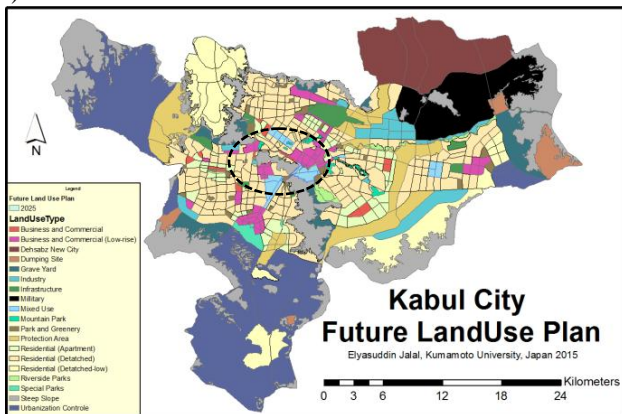 N
Legend
Future Land Use Plan
2025
LandUseType
Business and Commercial
Business and Commercial (Low-rise)
Dehsabz New City
Dumping Site
Grave Yard
Industry
Infrastructure
Military
Mixed Use
Mountain Park
Park and Greenery
Protection Area
Residential (Apartment)
Residential (Detatched)
Residential (Detatched-low)
Riverside Parks
Special Parks
Steep Slope
Urbanization Controle
Kabul City
Future LandUse Plan
Elyasuddin Jalal, Kumamoto University, Japan 2015
Kilometers
0 3 6 12 18 24